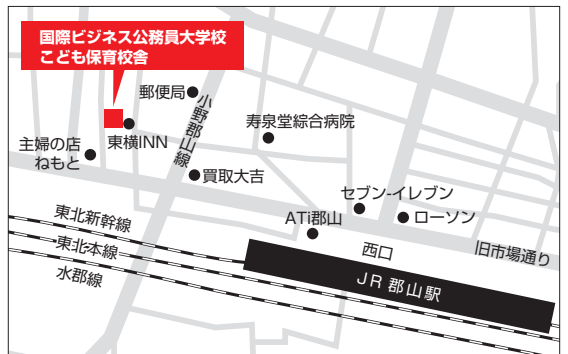 国際ビジネス公務員大学校
こども保育校舎
郵便局
小野郡山線
寿泉堂綜合病院
主婦の店
ねもと
東横INN
買取大吉
セブン-イレブン
ATi郡山
ローソン
東北新幹線
東北本線
水郡線
西口
旧市場通り
JR郡山駅